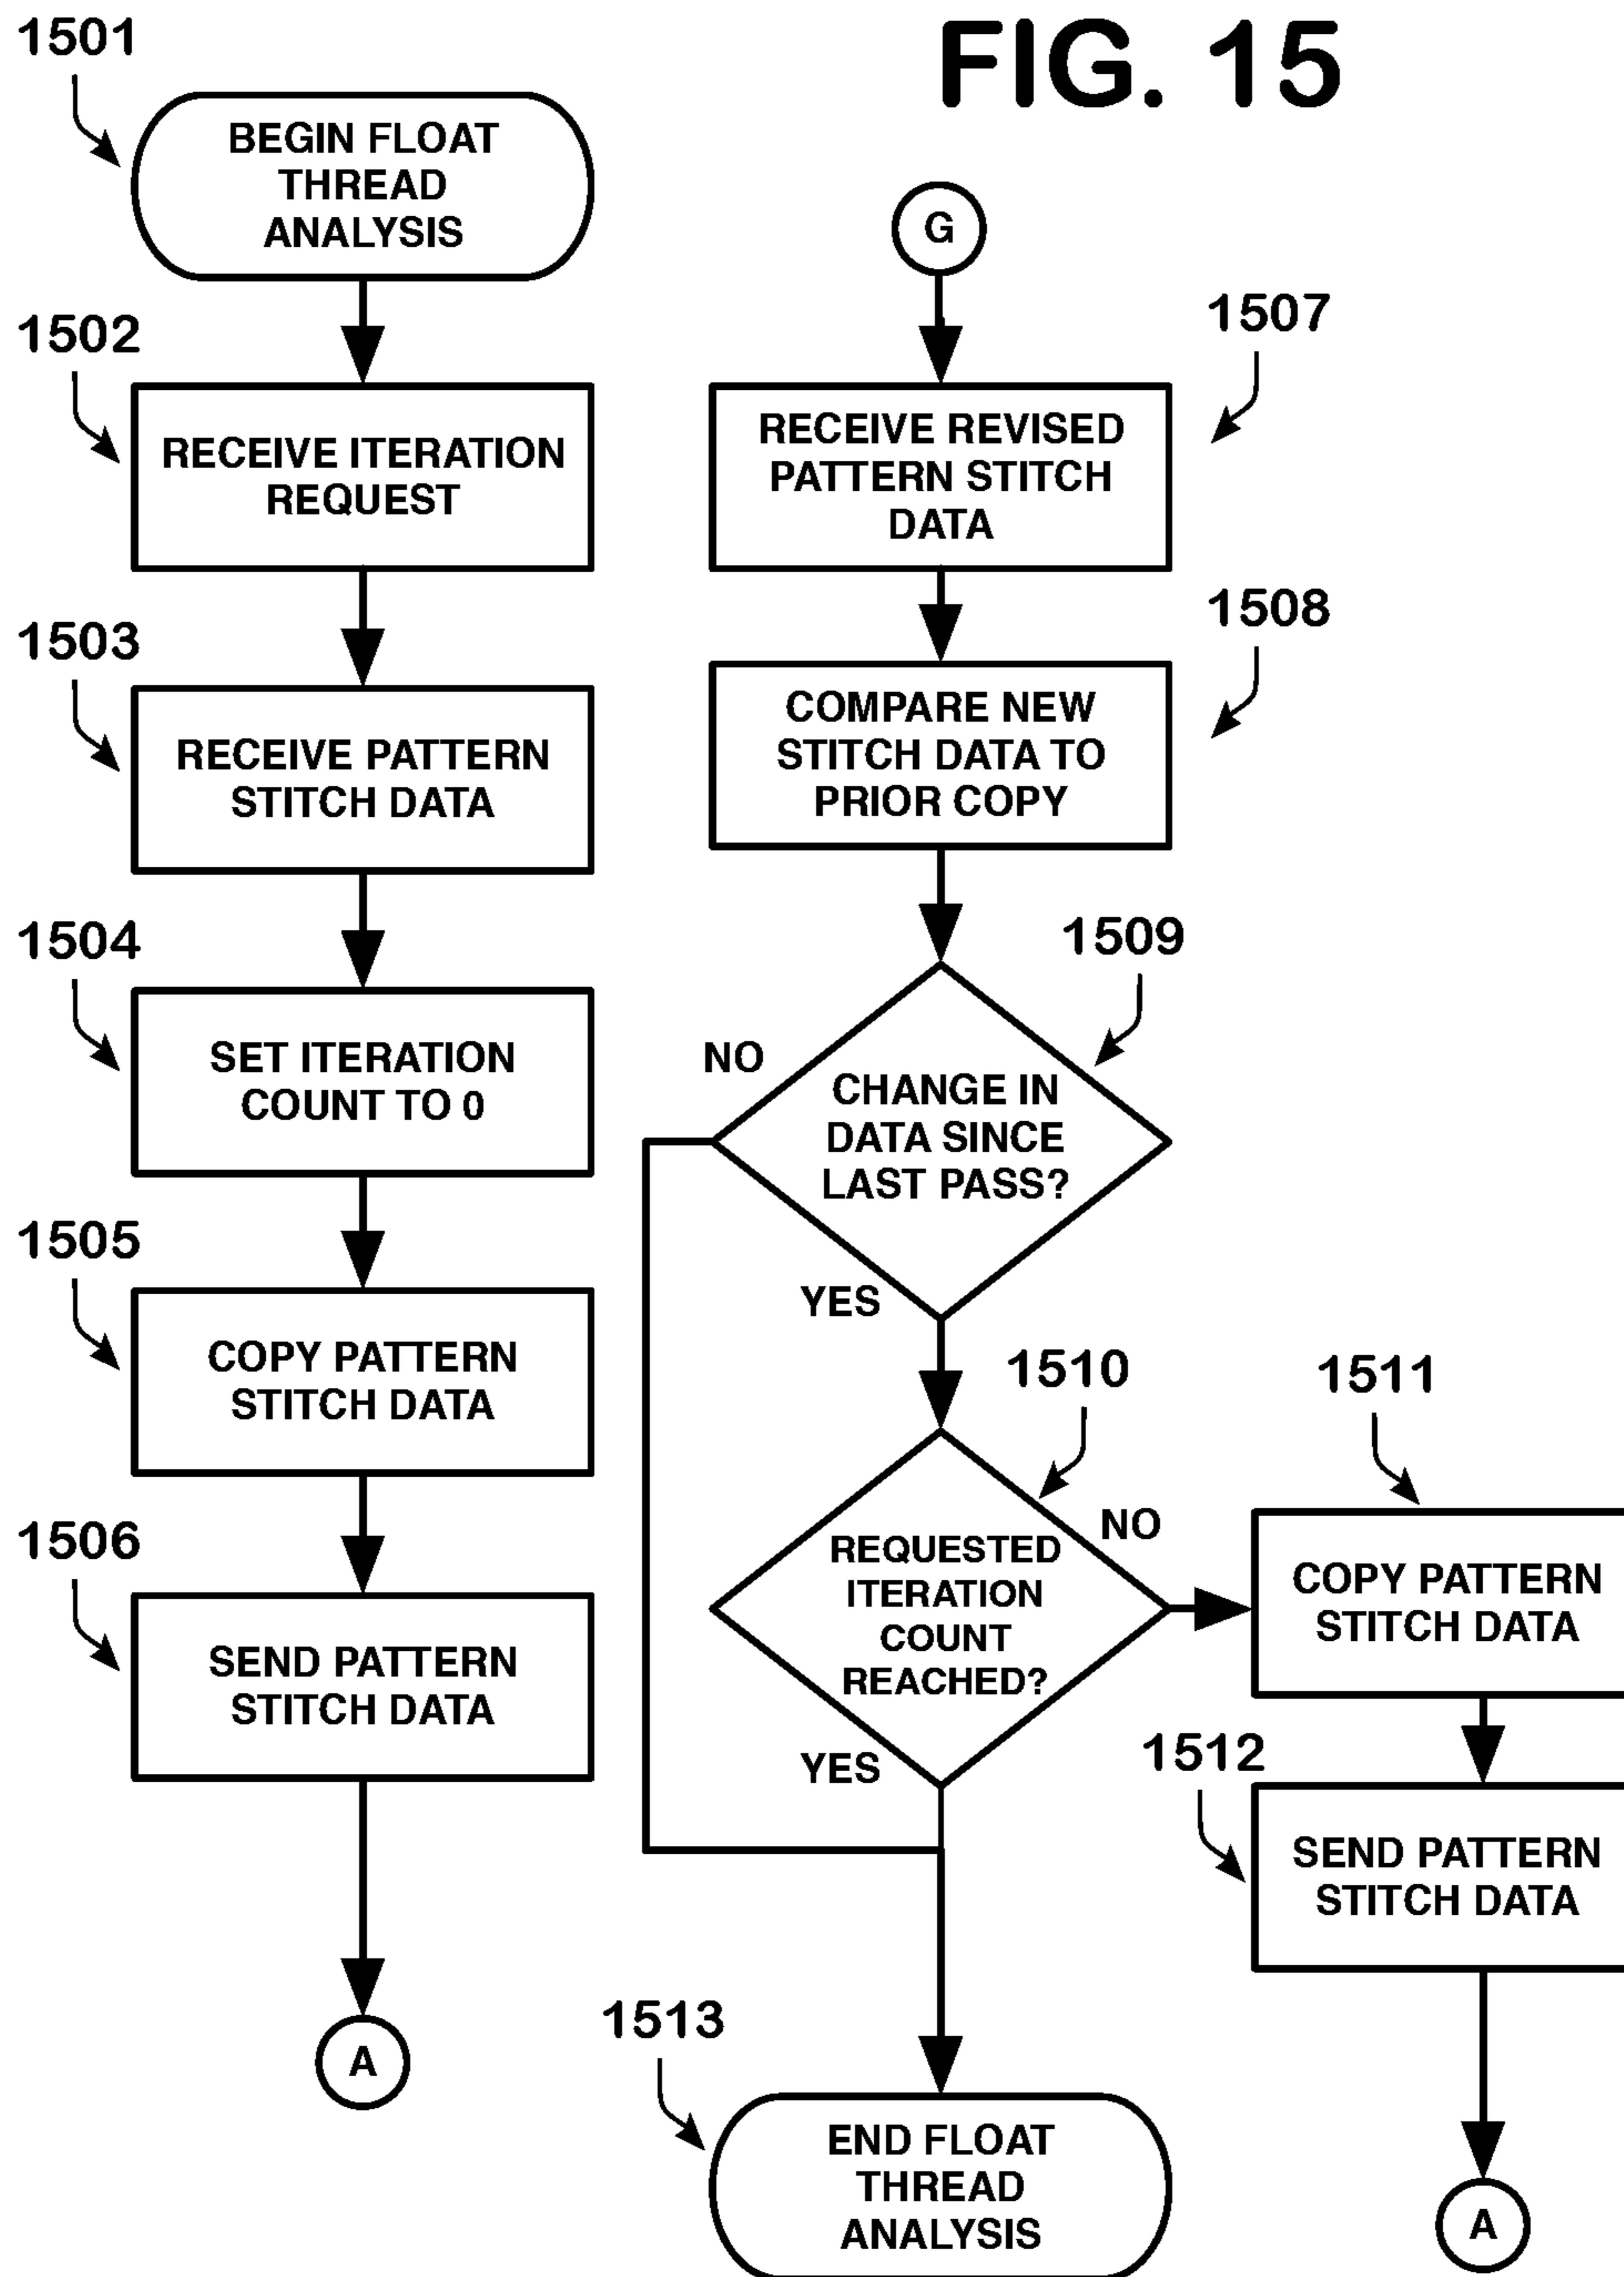 FIG. 15
1501
BEGIN FLOAT
THREAD
ANALYSIS
1502
RECEIVE ITERATION
REQUEST
1503
RECEIVE PATTERN
STITCH DATA
1504
SET ITERATION
COUNT TO 0
1505
COPY PATTERN
STITCH DATA
1506
SEND PATTERN
STITCH DATA
A
G
1507
RECEIVE REVISED
PATTERN STITCH
DATA
1508
COMPARE NEW
STITCH DATA TO
PRIOR COPY
1509
NO
CHANGE IN
DATA SINCE
LAST PASS?
YES
1510
REQUESTED
ITERATION
COUNT
REACHED?
NO
YES
1511
COPY PATTERN
STITCH DATA
1512
SEND PATTERN
STITCH DATA
A
1513
END FLOAT
THREAD
ANALYSIS